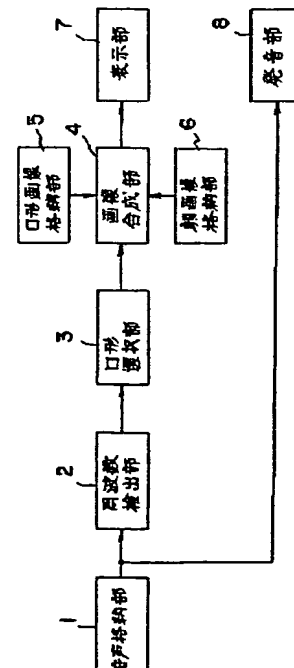 1
音声格納部
2
周波数
検出部
3
口形
選択部
4
画像
合成部
5
口形画像
格納部
6
顔画像
格納部
7
表示部
8
発音部